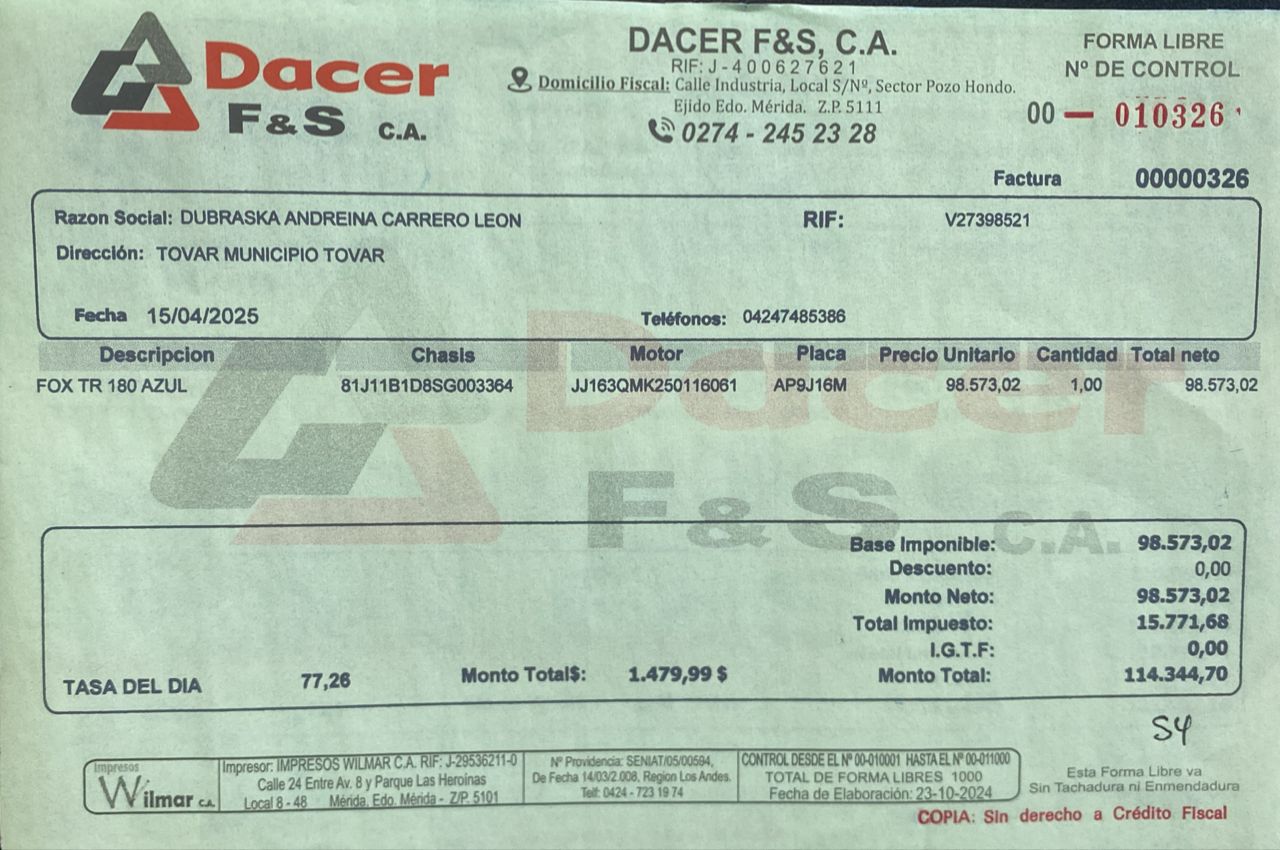 Dacer
F&S C.A.
DACER F&S, C.A.
RIF: J-400627621
Domicilio Fiscal: Calle Industria, Local S/Nº, Sector Pozo Hondo.
Ejido Edo. Mérida. Z.P. 5111
0274 - 245 23 28
FORMA LIBRE
Nº DE CONTROL
00 — 010326
Factura 00000326
Razon Social: DUBRASKA ANDREINA CARRERO LEON RIF: V27398521
Dirección: TOVAR MUNICIPIO TOVAR
Fecha 15/04/2025 Teléfonos: 04247485386
Descripcion Chasis Motor Placa Precio Unitario Cantidad Total neto
FOX TR 180 AZUL 81J11B1D8SG003364 JJ163QMK250116061 AP9J16M 98.573,02 1,00 98.573,02
Dacer
F&S C.A.
Base Imponible: 98.573,02
Descuento: 0,00
Monto Neto: 98.573,02
Total Impuesto: 15.771,68
I.G.T.F: 0,00
TASA DEL DIA 77,26 Monto Total$: 1.479,99 $ Monto Total: 114.344,70
S4
Impresos
Wilmar C.A.
Impresor: IMPRESOS WILMAR C.A. RIF: J-29536211-0
Calle 24 Entre Av. 8 y Parque Las Heroinas
Local 8 - 48 Mérida, Edo. Mérida - Z/P. 5101
Nº Providencia: SENIAT/05/00594,
De Fecha 14/03/2.008, Region Los Andes.
Telf: 0424 - 723 19 74
CONTROL DESDE EL Nº 00-010001 HASTA EL Nº 00-011000
TOTAL DE FORMA LIBRES 1000
Fecha de Elaboración: 23-10-2024
Esta Forma Libre va
Sin Tachadura ni Enmendadura
COPIA: Sin derecho a Crédito Fiscal